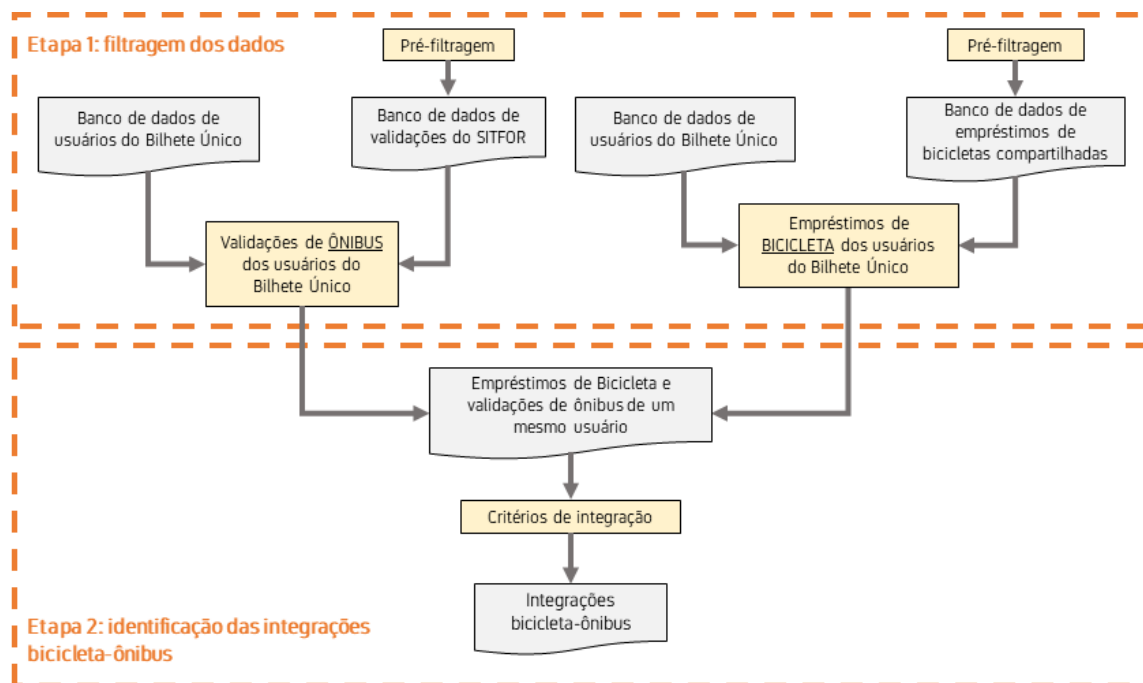 Etapa 1: filtragem dos dados
Pré-filtragem
Pré-filtragem
Banco de dados de
usuários do Bilhete Único
Banco de dados de
validações do SITFOR
Banco de dados de
usuários do Bilhete Único
Banco de dados de
empréstimos de
bicicletas compartilhadas
Validações de ÔNIBUS
dos usuários do
Bilhete Único
Empréstimos de
BICICLETA dos usuários
do Bilhete Único
Empréstimos de Bicicleta e
validações de ônibus de um
mesmo usuário
Critérios de integração
Integrações
bicicleta-ônibus
Etapa 2: identificação das integrações
bicicleta-ônibus